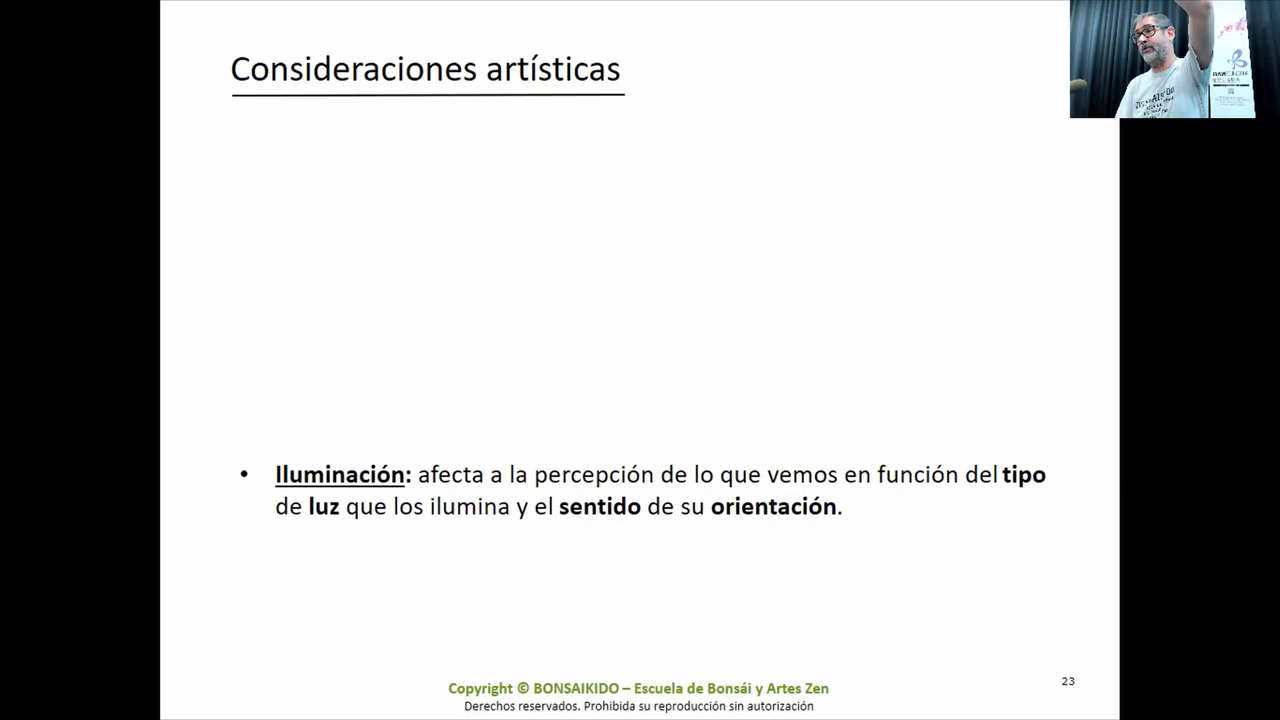 Consideraciones artísticas
• Iluminación: afecta a la percepción de lo que vemos en función del tipo
de luz que los ilumina y el sentido de su orientación.
Copyright © BONSAIKIDO – Escuela de Bonsái y Artes Zen
Derechos reservados. Prohibida su reproducción sin autorización
23